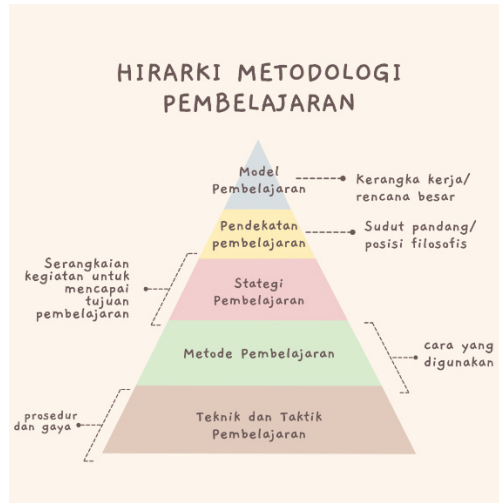 HIRARKI METODOLOGI
PEMBELAJARAN
Model
Pembelajaran
Kerangka kerja/
rencana besar
Pendekatan
pembelajaran
Sudut pandang/
posisi filosofis
Serangkaian
kegiatan untuk
mencapai
tujuan
pembelajaran
Stategi
Pembelajaran
Metode Pembelajaran
cara yang
digunakan
prosedur
dan gaya
Teknik dan Taktik
Pembelajaran